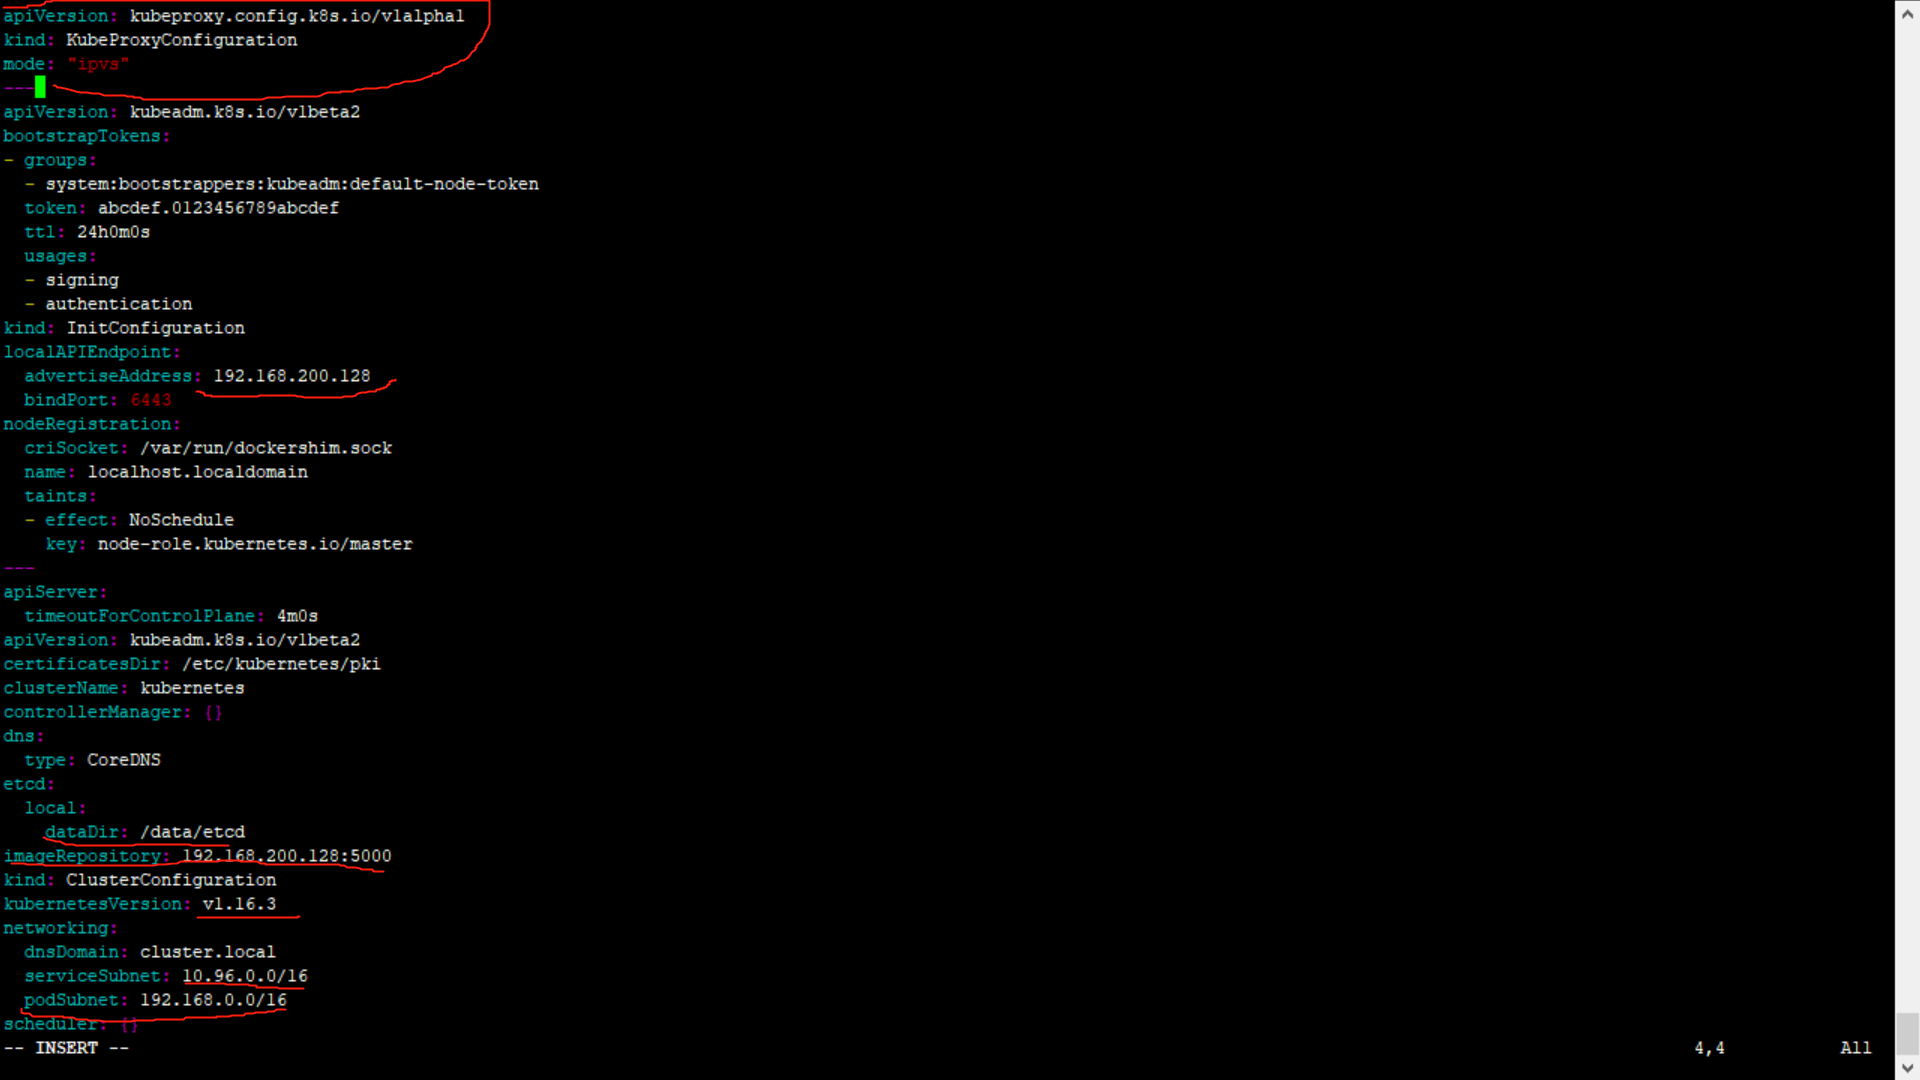 apiVersion: kubeproxy.config.k8s.io/v1alpha1
kind: KubeProxyConfiguration
mode: "ipvs"
---
apiVersion: kubeadm.k8s.io/v1beta2
bootstrapTokens:
- groups:
  - system:bootstrappers:kubeadm:default-node-token
  token: abcdef.0123456789abcdef
  ttl: 24h0m0s
  usages:
  - signing
  - authentication
kind: InitConfiguration
localAPIEndpoint:
  advertiseAddress: 192.168.200.128
  bindPort: 6443
nodeRegistration:
  criSocket: /var/run/dockershim.sock
  name: localhost.localdomain
  taints:
  - effect: NoSchedule
    key: node-role.kubernetes.io/master
---
apiServer:
  timeoutForControlPlane: 4m0s
apiVersion: kubeadm.k8s.io/v1beta2
certificatesDir: /etc/kubernetes/pki
clusterName: kubernetes
controllerManager: {}
dns:
  type: CoreDNS
etcd:
  local:
    dataDir: /data/etcd
imageRepository: 192.168.200.128:5000
kind: ClusterConfiguration
kubernetesVersion: v1.16.3
networking:
  dnsDomain: cluster.local
  serviceSubnet: 10.96.0.0/16
  podSubnet: 192.168.0.0/16
scheduler: {}
-- INSERT -- 4,4 All